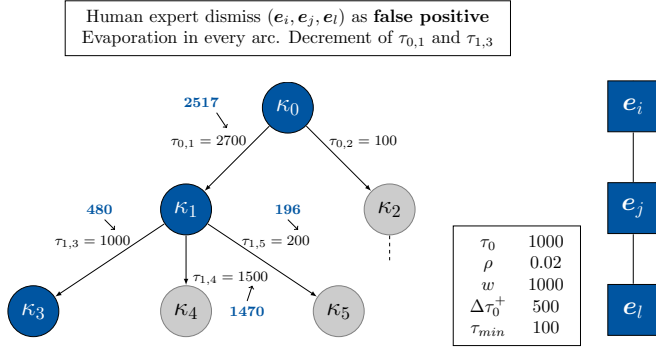 Human expert dismiss (e_i, e_j, e_l) as false positive
Evaporation in every arc. Decrement of τ_{0,1} and τ_{1,3}
2517
κ_0
e_i
τ_{0,1} = 2700
τ_{0,2} = 100
480
κ_1
196
κ_2
e_j
τ_{1,3} = 1000
τ_{1,5} = 200
τ_{1,4} = 1500
κ_3
κ_4
1470
κ_5
τ_0 1000
ρ 0.02
w 1000
Δτ_0^+ 500
τ_{min} 100
e_l